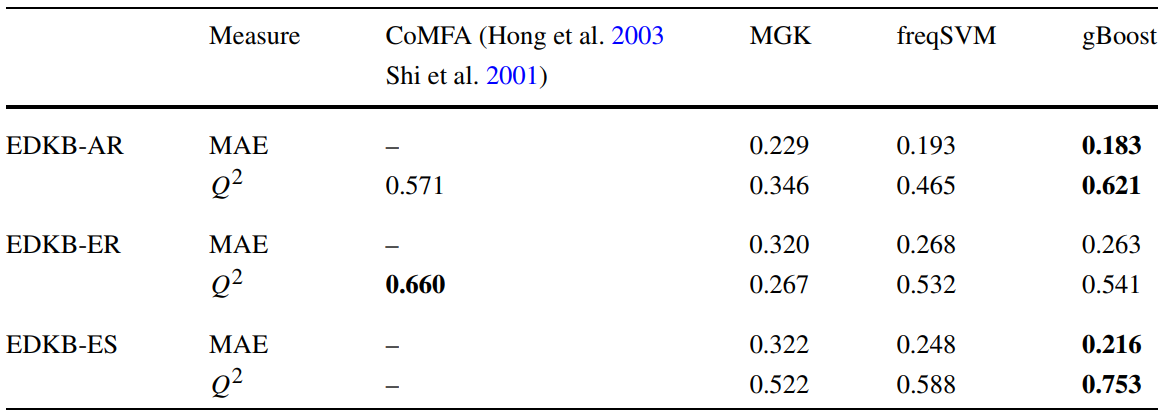 Measure CoMFA (Hong et al. 2003 MGK freqSVM gBoost
Shi et al. 2001)
EDKB-AR MAE – 0.229 0.193 0.183
Q² 0.571 0.346 0.465 0.621
EDKB-ER MAE – 0.320 0.268 0.263
Q² 0.660 0.267 0.532 0.541
EDKB-ES MAE – 0.322 0.248 0.216
Q² – 0.522 0.588 0.753